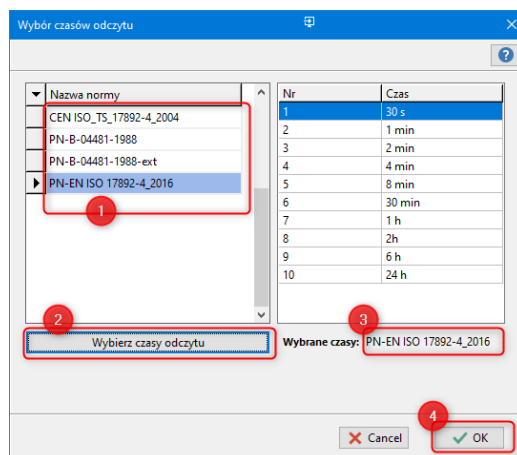 Wybór czasów odczytu
Nazwa normy
CEN ISO_TS_17892-4_2004
PN-B-04481-1988
PN-B-04481-1988-ext
PN-EN ISO 17892-4_2016
1
Nr Czas
1 30 s
2 1 min
3 2 min
4 4 min
5 8 min
6 30 min
7 1 h
8 2h
9 6 h
10 24 h
2
Wybierz czasy odczytu
3
Wybrane czasy: PN-EN ISO 17892-4_2016
4
Cancel
OK